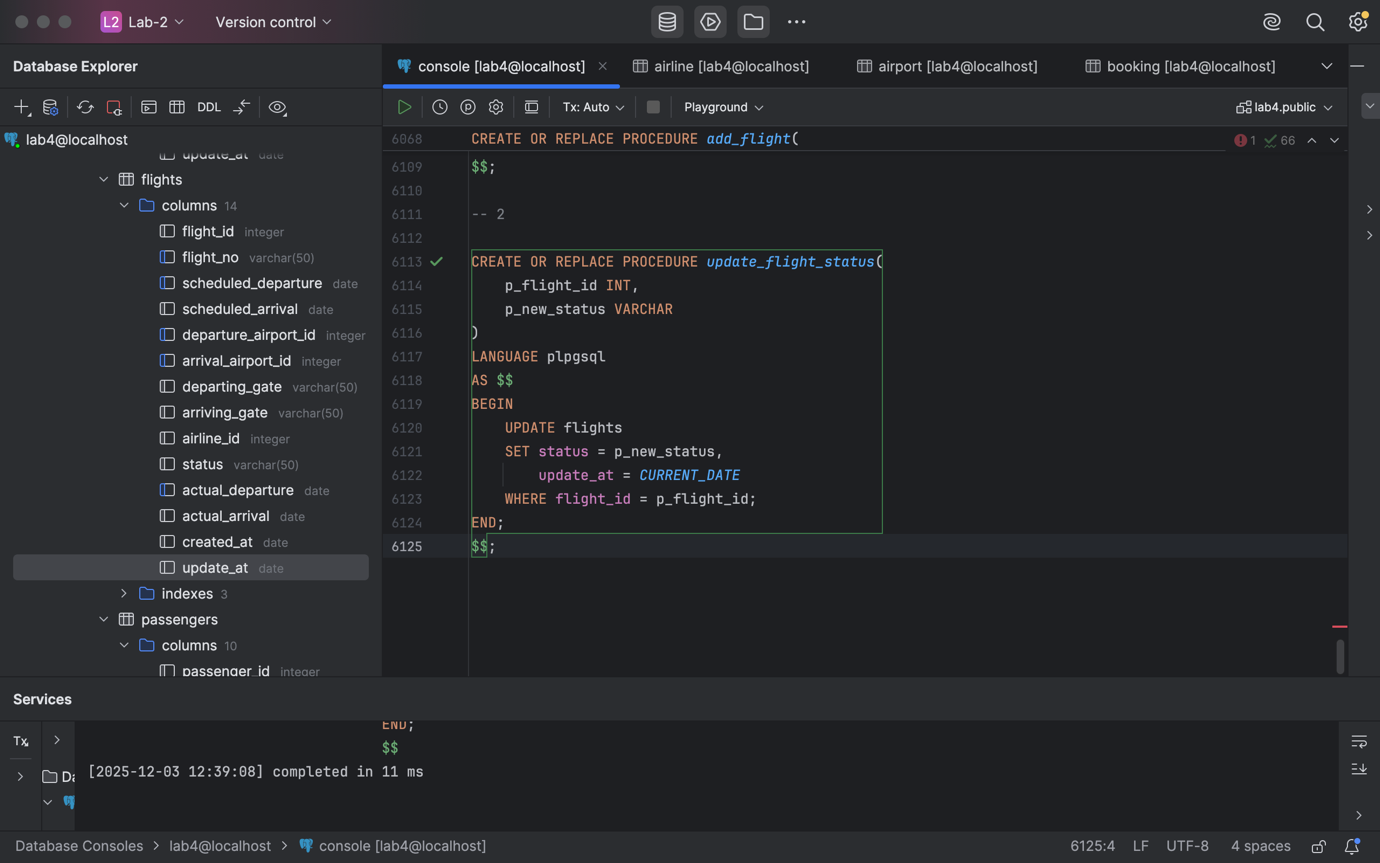 L2 Lab-2 Version control
Database Explorer
console [lab4@localhost] airline [lab4@localhost] airport [lab4@localhost] booking [lab4@localhost]
DDL Tx: Auto Playground lab4.public
lab4@localhost
update_at date
flights
columns 14
flight_id integer
flight_no varchar(50)
scheduled_departure date
scheduled_arrival date
departure_airport_id integer
arrival_airport_id integer
departing_gate varchar(50)
arriving_gate varchar(50)
airline_id integer
status varchar(50)
actual_departure date
actual_arrival date
created_at date
update_at date
indexes 3
passengers
columns 10
passenger_id integer
6068 CREATE OR REPLACE PROCEDURE add_flight(
1 66
6109 $$;
6110
6111 -- 2
6112
6113 CREATE OR REPLACE PROCEDURE update_flight_status(
6114 p_flight_id INT,
6115 p_new_status VARCHAR
6116 )
6117 LANGUAGE plpgsql
6118 AS $$
6119 BEGIN
6120 UPDATE flights
6121 SET status = p_new_status,
6122 update_at = CURRENT_DATE
6123 WHERE flight_id = p_flight_id;
6124 END;
6125 $$;
Services
Tx
Da
END;
$$
[2025-12-03 12:39:08] completed in 11 ms
Database Consoles > lab4@localhost > console [lab4@localhost] 6125:4 LF UTF-8 4 spaces